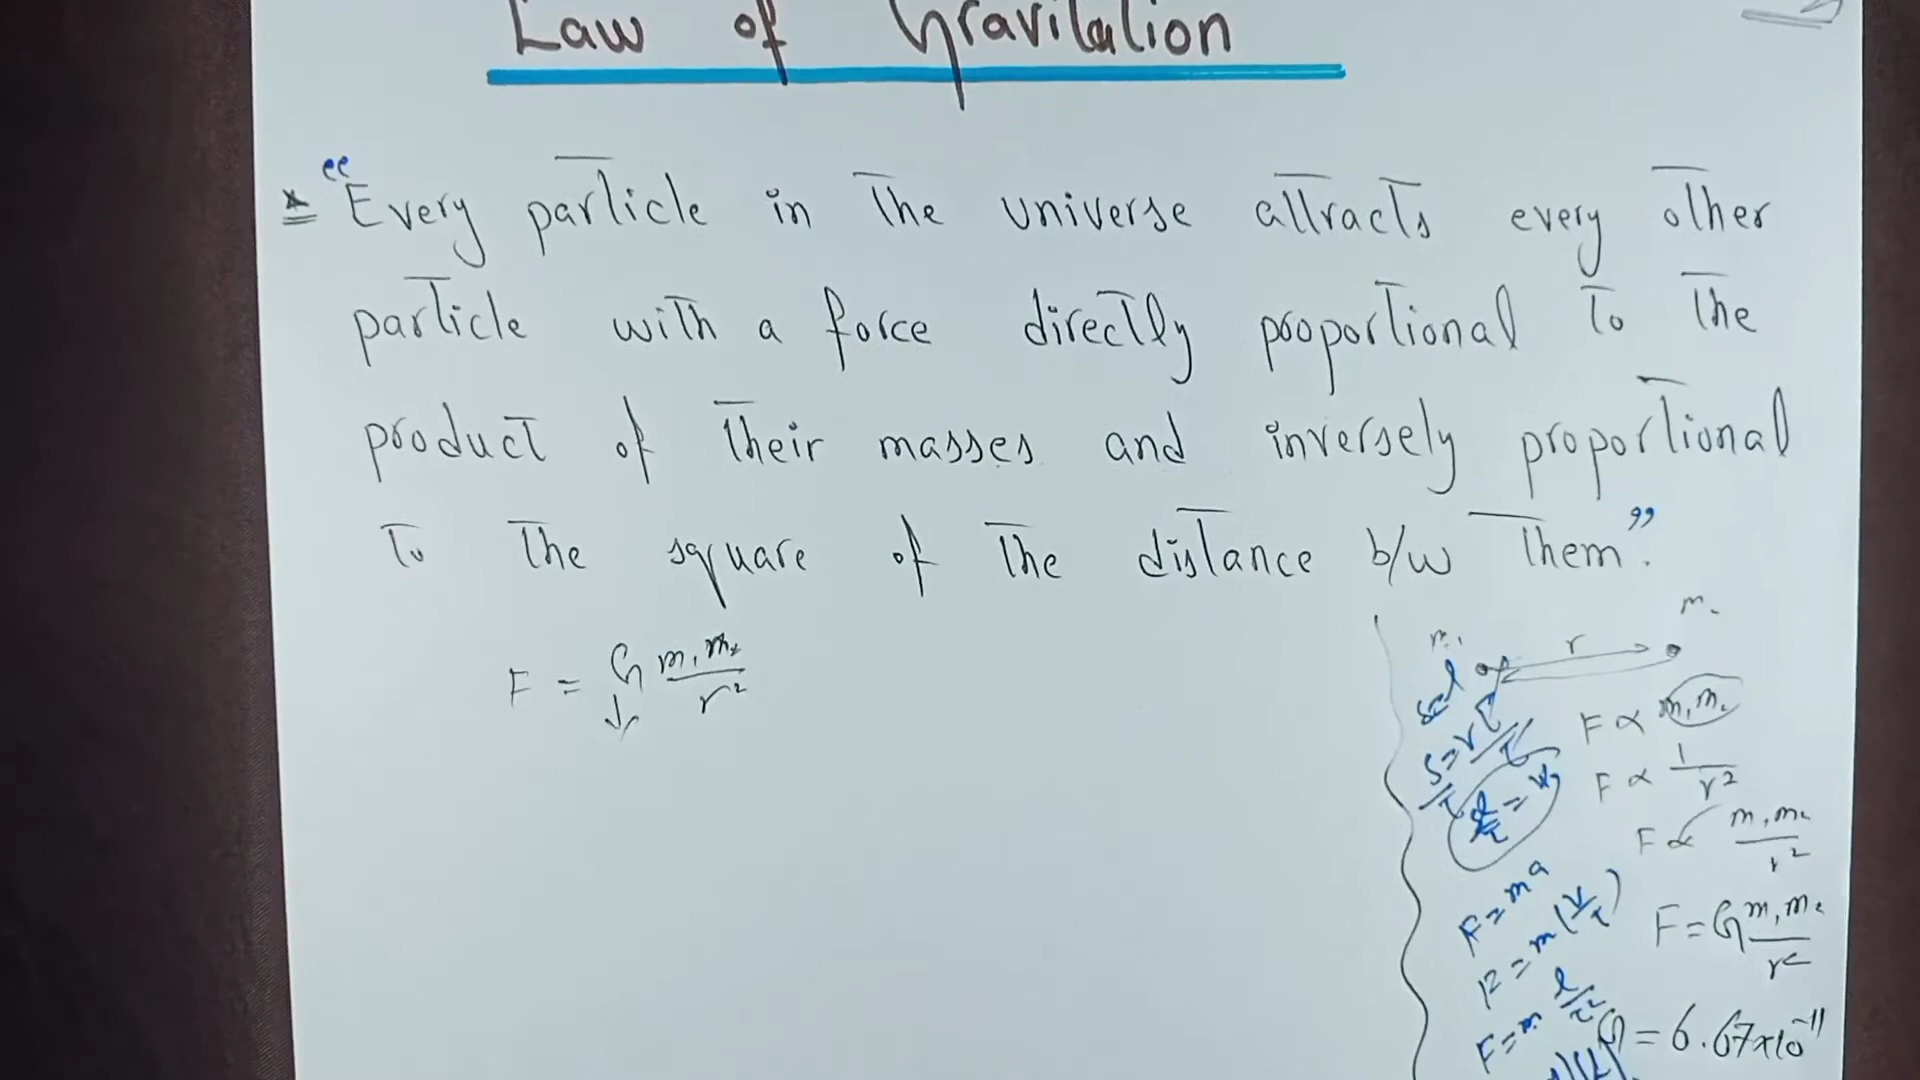 Law of Gravitation
* "Every particle in the universe attracts every other
particle with a force directly proportional to the
product of their masses and inversely proportional
to the square of the distance b/w them".
F = G m₁m₂/r²
m₁ r m₂
F ∝ m₁m₂
F ∝ 1/r²
F ∝ m₁m₂/r²
F = G m₁m₂/r²
G = 6.67×10⁻¹¹
F = ma
F = m(v/t)
F = m l/t²